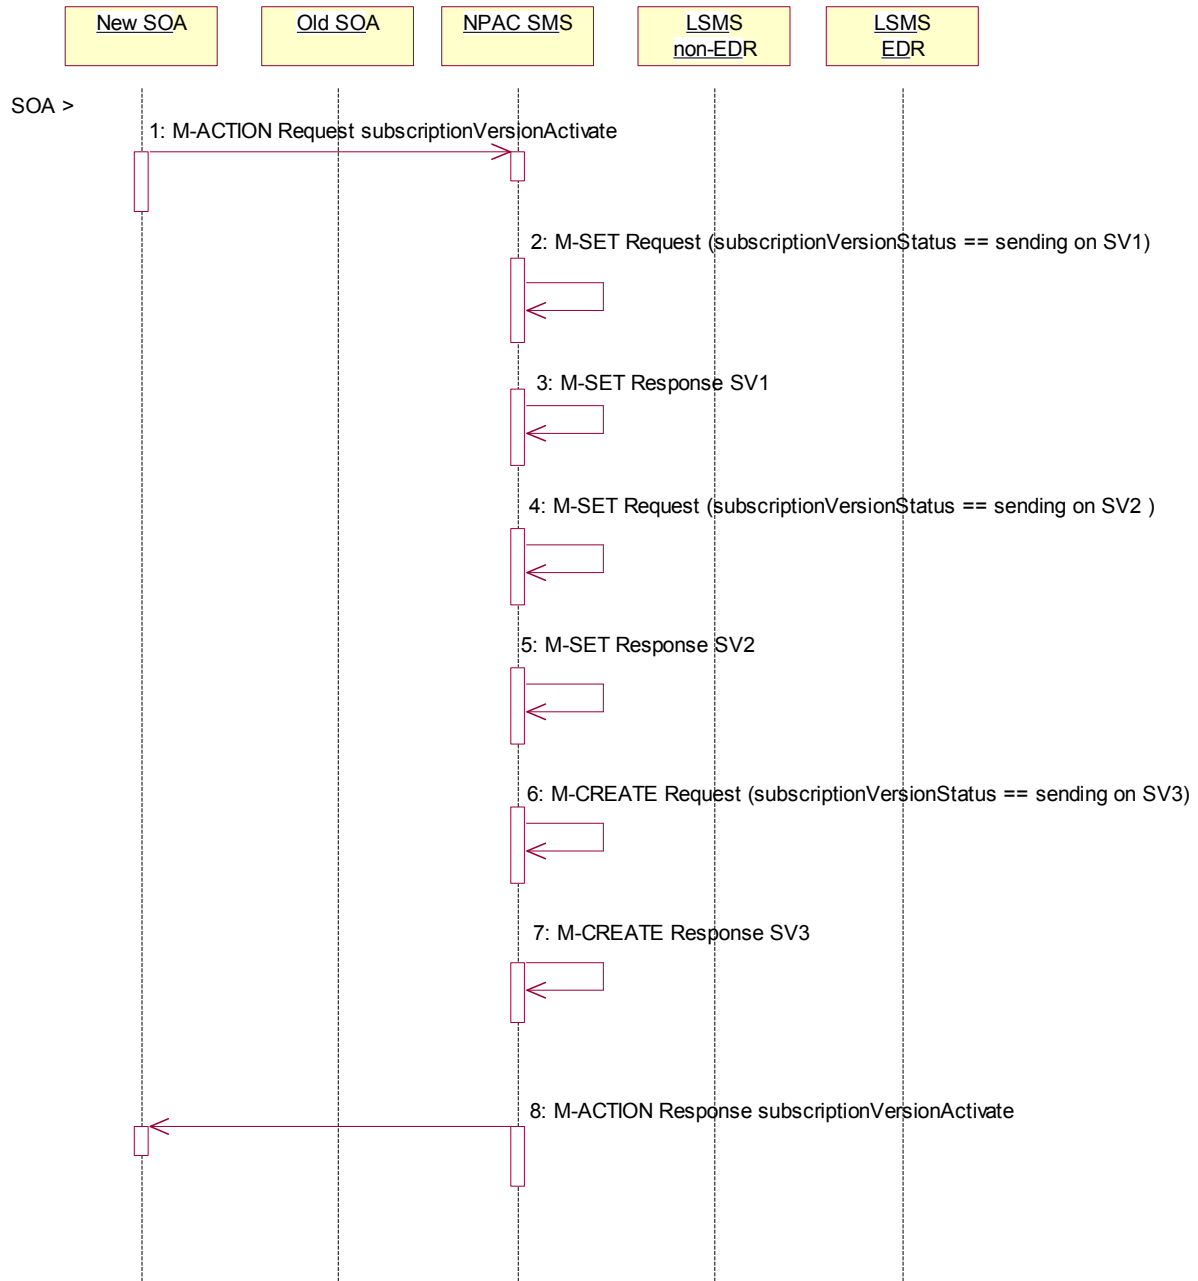 New SOA
Old SOA
NPAC SMS
LSMS
non-EDR
LSMS
EDR
SOA >
1: M-ACTION Request subscriptionVersionActivate
2: M-SET Request (subscriptionVersionStatus == sending on SV1)
3: M-SET Response SV1
4: M-SET Request (subscriptionVersionStatus == sending on SV2 )
5: M-SET Response SV2
6: M-CREATE Request (subscriptionVersionStatus == sending on SV3)
7: M-CREATE Response SV3
8: M-ACTION Response subscriptionVersionActivate